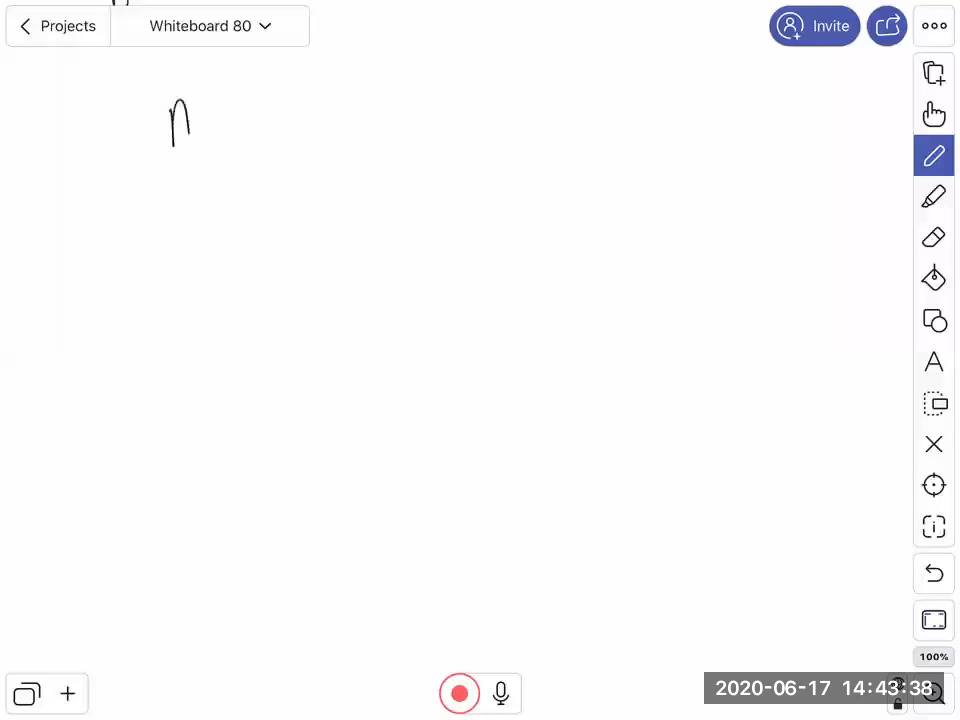 Projects
Whiteboard 80
Invite
n
A
100%
2020-06-17 14:43:38